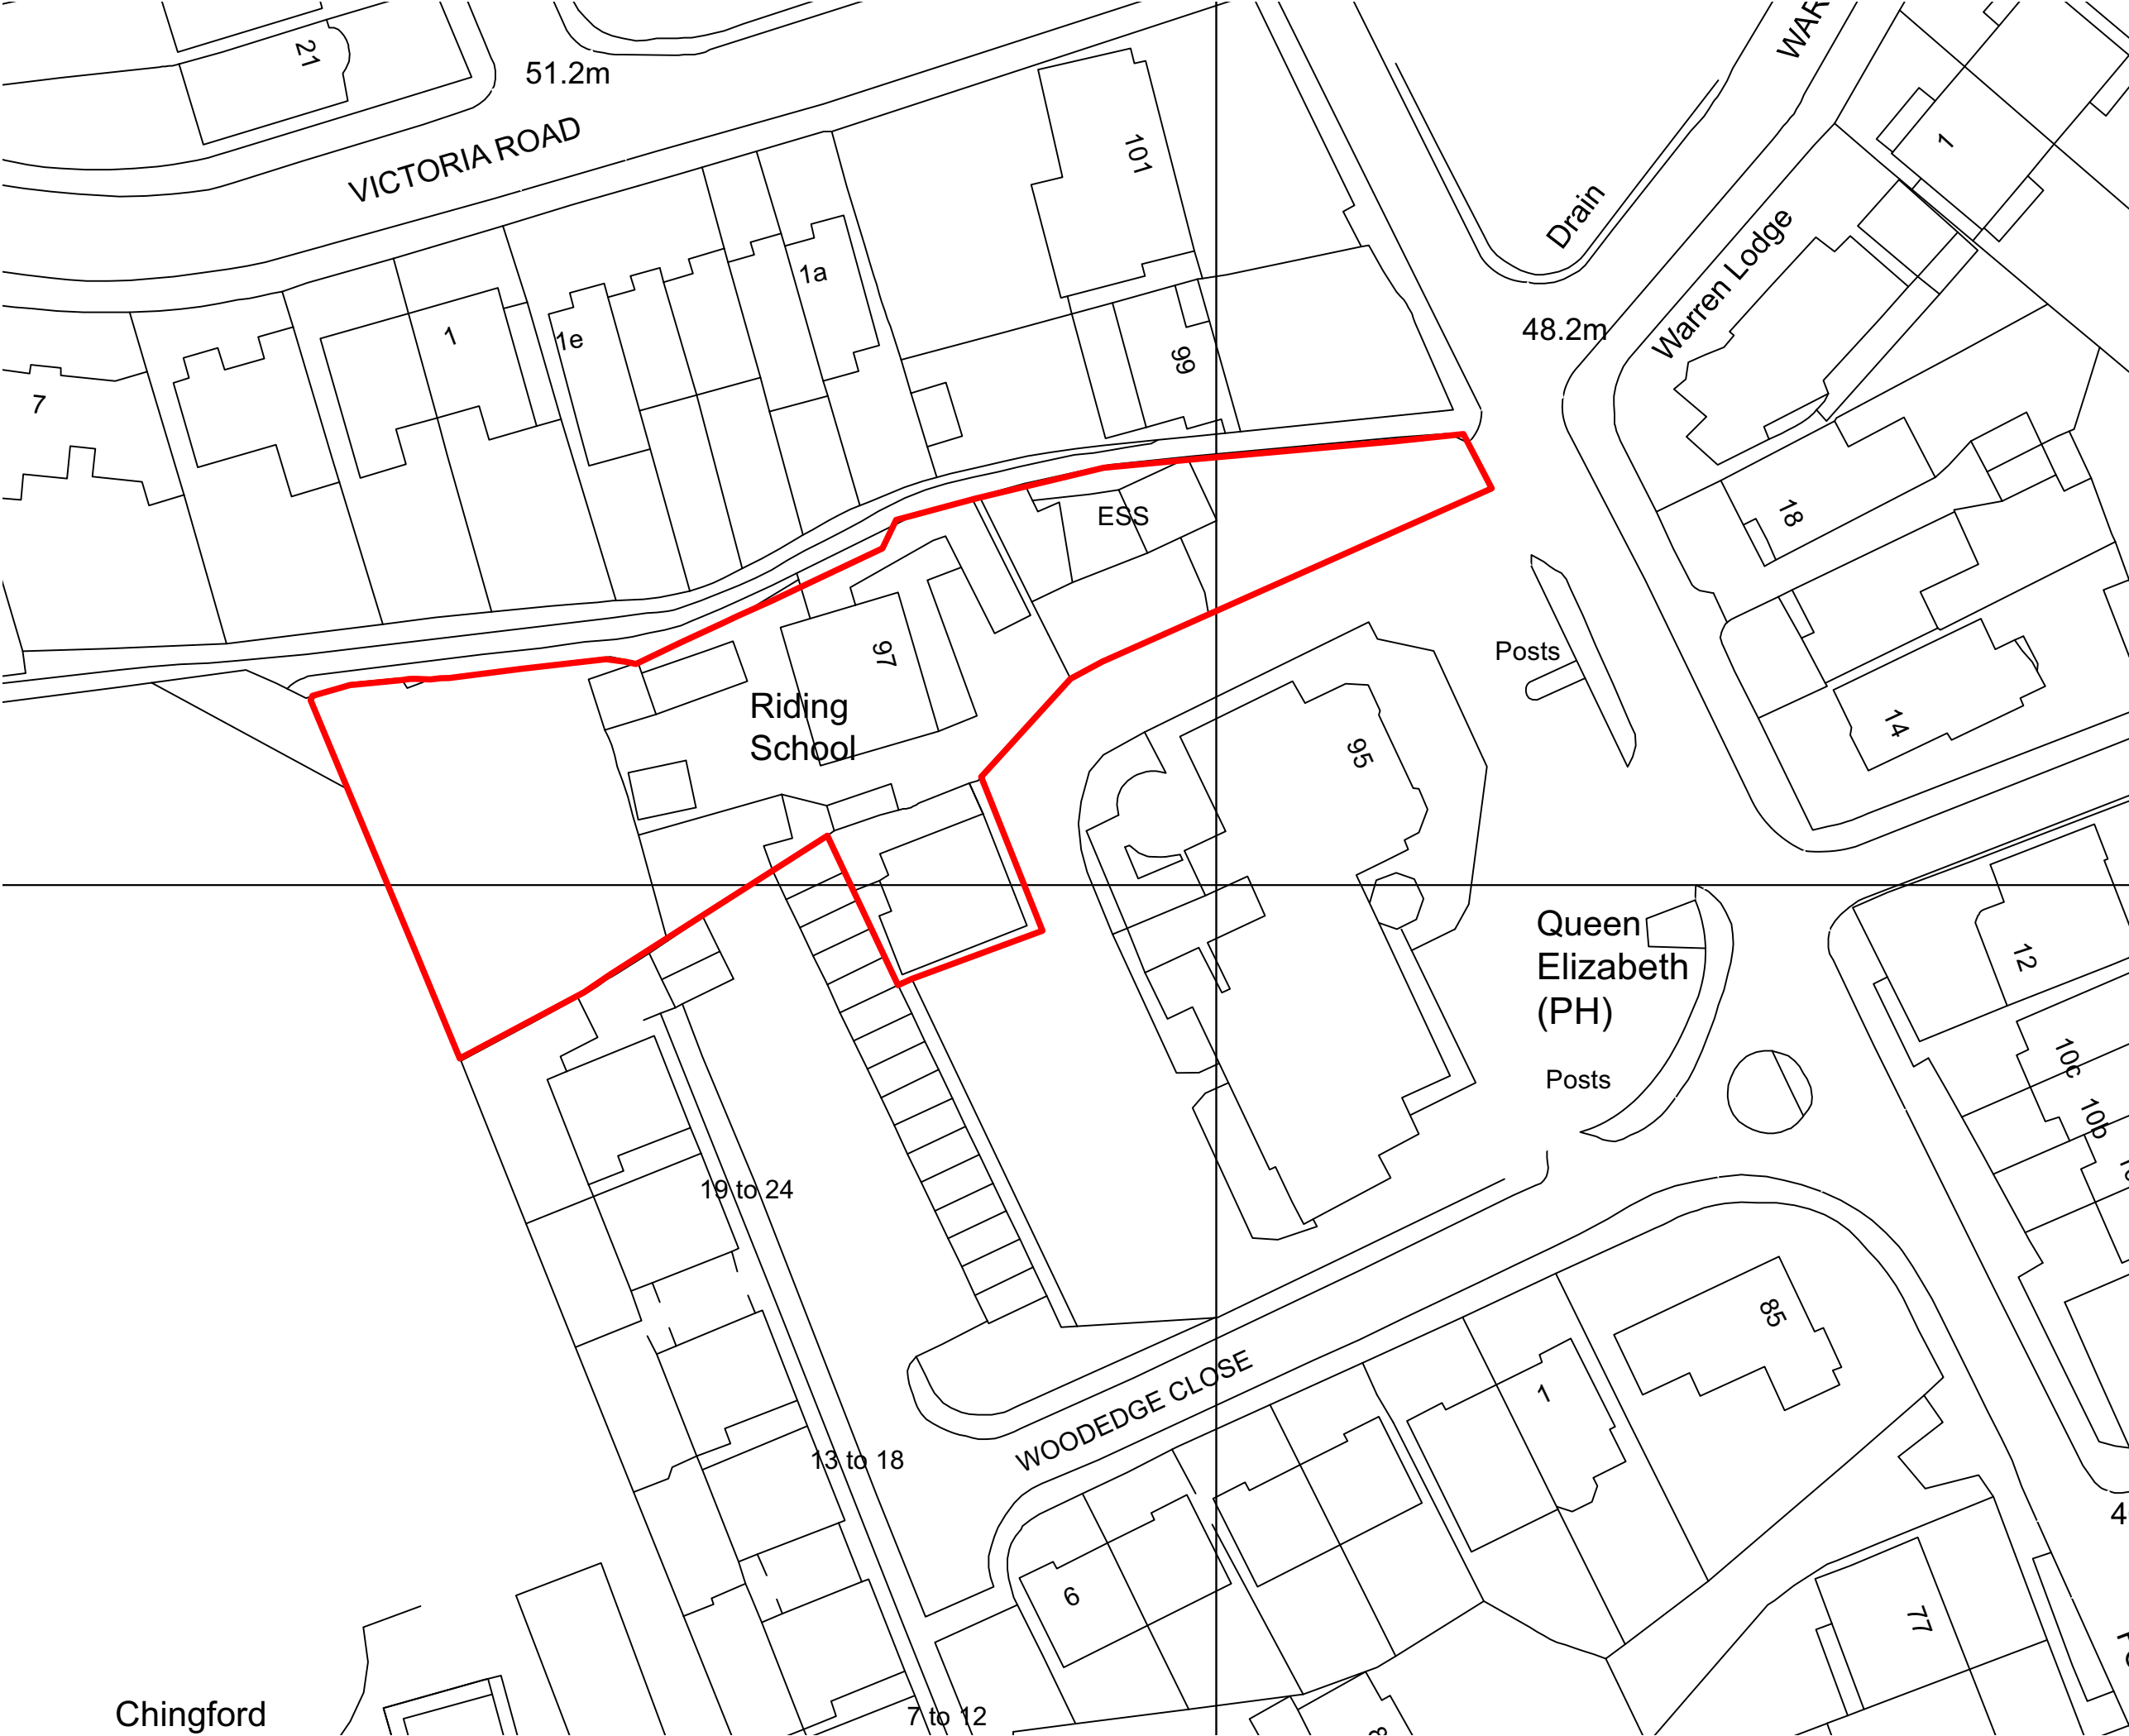 21
51.2m
VICTORIA ROAD
WAR
101
1
Drain
Warren Lodge
1a
1e
1
99
48.2m
7
ESS
18
97
Posts
Riding
School
95
14
Queen
Elizabeth
(PH)
12
Posts
10c
10b
19 to 24
85
WOODEDGE CLOSE
1
13 to 18
6
77
Chingford
7 to 12